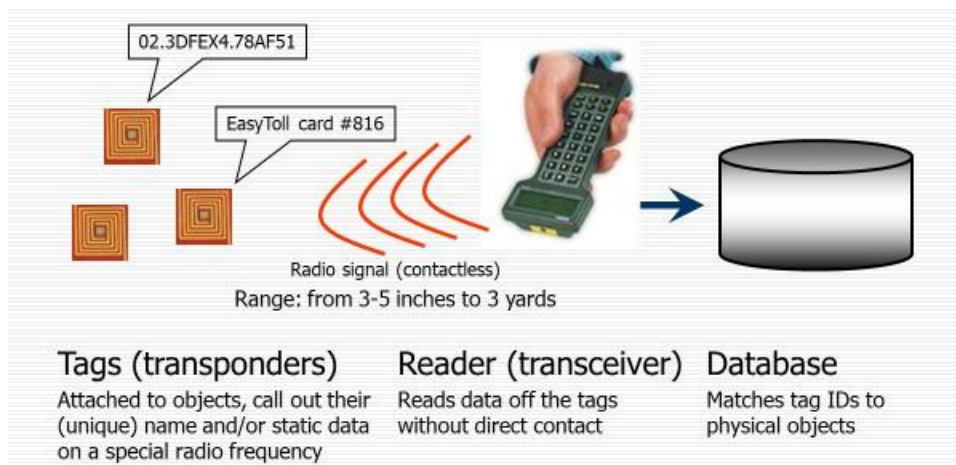 02.3DFEX4.78AF51
EasyToll card #816
Radio signal (contactless)
Range: from 3-5 inches to 3 yards
Tags (transponders)
Attached to objects, call out their
(unique) name and/or static data
on a special radio frequency
Reader (transceiver)
Reads data off the tags
without direct contact
Database
Matches tag IDs to
physical objects